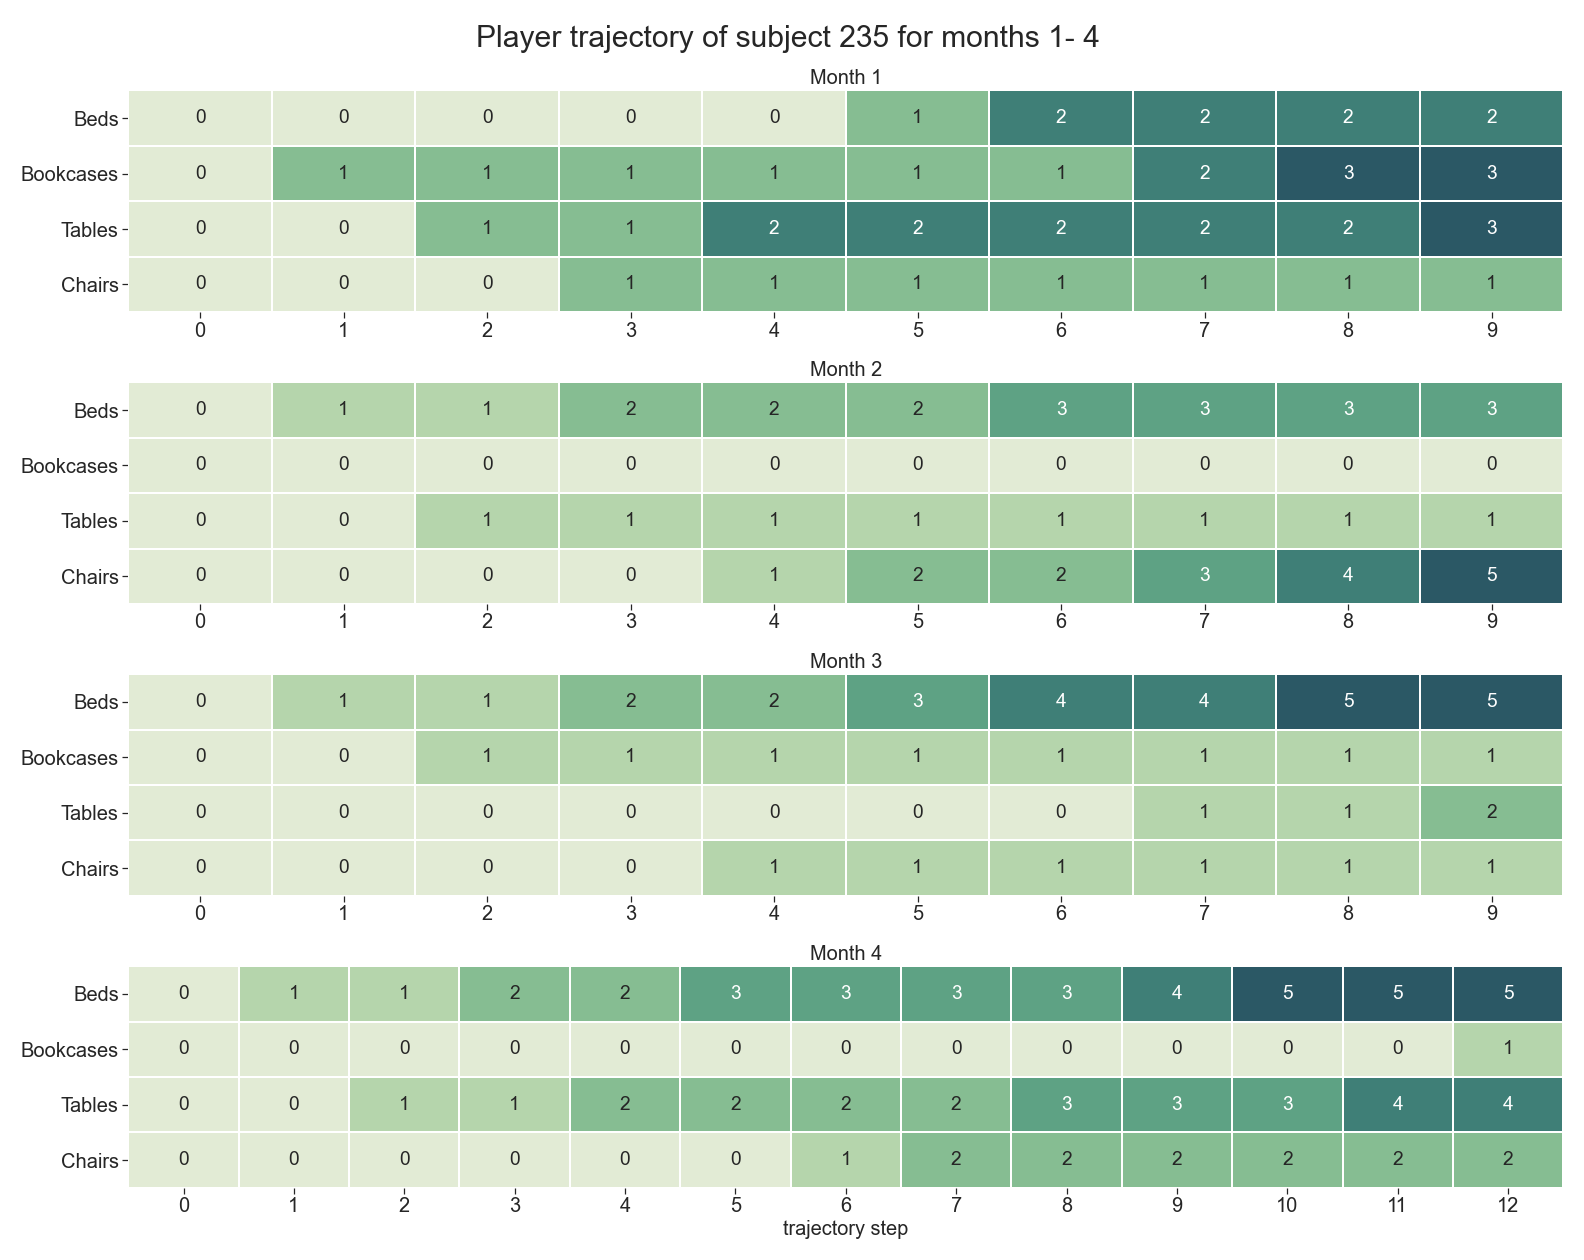 Player trajectory of subject 235 for months 1- 4
Month 1
Beds 0 0 0 0 0 1 2 2 2 2
Bookcases 0 1 1 1 1 1 1 2 3 3
Tables 0 0 1 1 2 2 2 2 2 3
Chairs 0 0 0 1 1 1 1 1 1 1
0 1 2 3 4 5 6 7 8 9
Month 2
Beds 0 1 1 2 2 2 3 3 3 3
Bookcases 0 0 0 0 0 0 0 0 0 0
Tables 0 0 1 1 1 1 1 1 1 1
Chairs 0 0 0 0 1 2 2 3 4 5
0 1 2 3 4 5 6 7 8 9
Month 3
Beds 0 1 1 2 2 3 4 4 5 5
Bookcases 0 0 1 1 1 1 1 1 1 1
Tables 0 0 0 0 0 0 0 1 1 2
Chairs 0 0 0 0 1 1 1 1 1 1
0 1 2 3 4 5 6 7 8 9
Month 4
Beds 0 1 1 2 2 3 3 3 3 4 5 5 5
Bookcases 0 0 0 0 0 0 0 0 0 0 0 0 1
Tables 0 0 1 1 2 2 2 2 3 3 3 4 4
Chairs 0 0 0 0 0 0 1 2 2 2 2 2 2
0 1 2 3 4 5 6 7 8 9 10 11 12
trajectory step